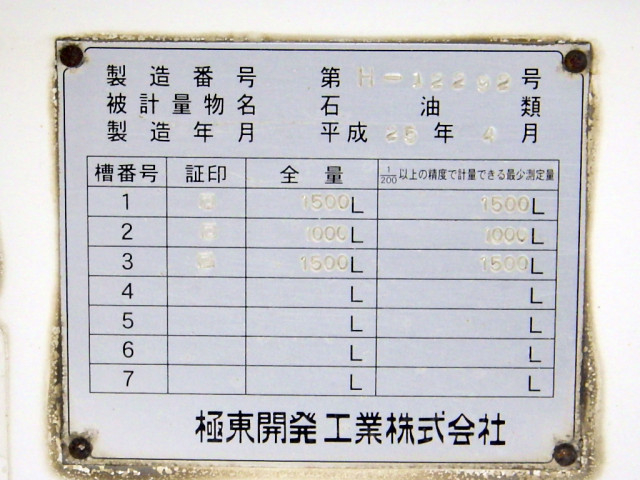 製造番号 第 号
被計量物名 石油類
製造年月 平成 25 年 4 月
槽番号 証印 全量 1/200以上の精度で計量できる最少測定量
1 1500L 1500L
2 1000L 1000L
3 1500L 1500L
4 L L
5 L L
6 L L
7 L L
極東開発工業株式会社